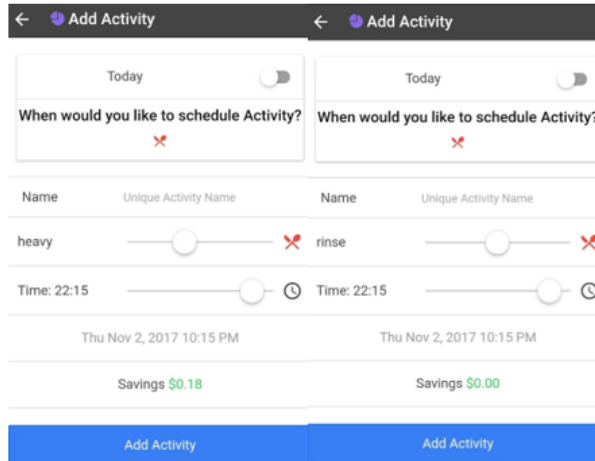 Add Activity
Today
When would you like to schedule Activity?
Name Unique Activity Name
heavy
Time: 22:15
Thu Nov 2, 2017 10:15 PM
Savings $0.18
Add Activity
Add Activity
Today
When would you like to schedule Activity?
Name Unique Activity Name
rinse
Time: 22:15
Thu Nov 2, 2017 10:15 PM
Savings $0.00
Add Activity